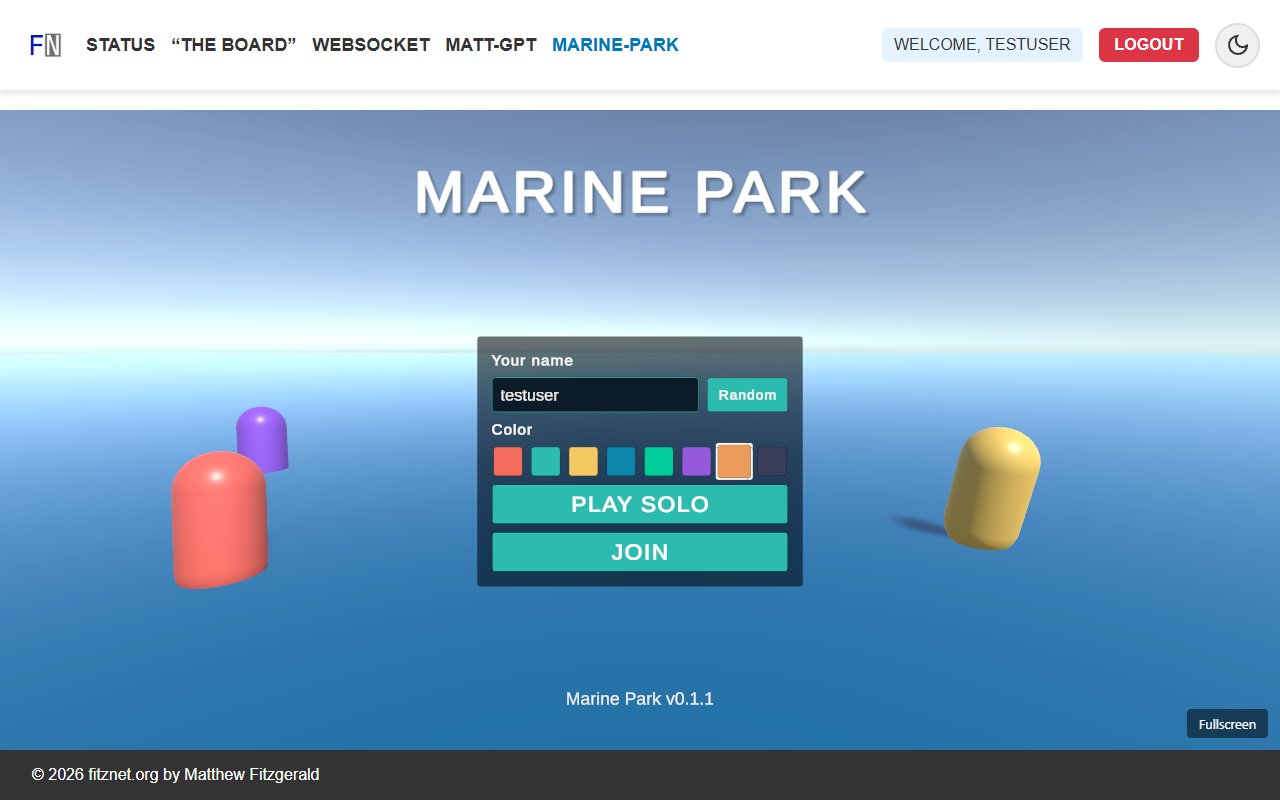 FN STATUS “THE BOARD” WEBSOCKET MATT-GPT MARINE-PARK WELCOME, TESTUSER LOGOUT
MARINE PARK
Your name
testuser Random
Color
PLAY SOLO
JOIN
Marine Park v0.1.1
Fullscreen
© 2026 fitznet.org by Matthew Fitzgerald